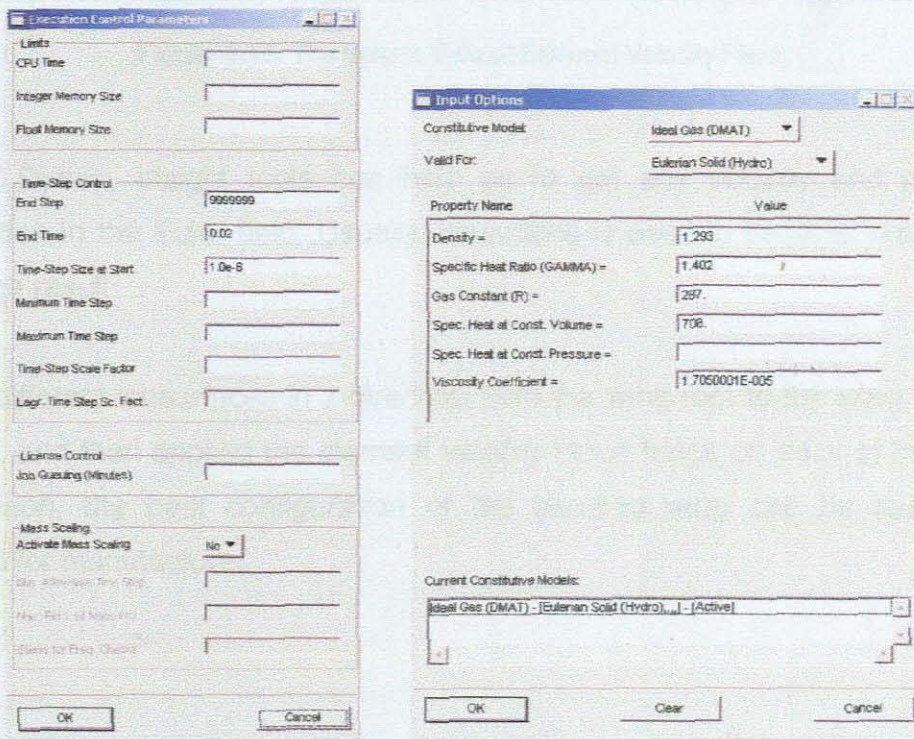 Execution Control Parameters
Limits
CPU Time
Integer Memory Size
Float Memory Size
Time-Step Control
End Step 9999999
End Time 0.02
Time-Step Size at Start 1.0e-6
Minimum Time Step
Maximum Time Step
Time-Step Scale Factor
Lagr. Time Step Sc. Fact.
License Control
Job Queuing (Minutes)
Mass Scaling
Activate Mass Scaling No
OK Cancel
Input Options
Constitutive Model: Ideal Gas (DMAT)
Valid For: Eulerian Solid (Hydro)
Property Name Value
Density = 1.293
Specific Heat Ratio (GAMMA) = 1.402
Gas Constant (R) = 287.
Spec. Heat at Const. Volume = 708.
Spec. Heat at Const. Pressure =
Viscosity Coefficient = 1.7050001E-005
Current Constitutive Models:
Ideal Gas (DMAT) - [Eulerian Solid (Hydro),,,,] - [Active]
OK Clear Cancel